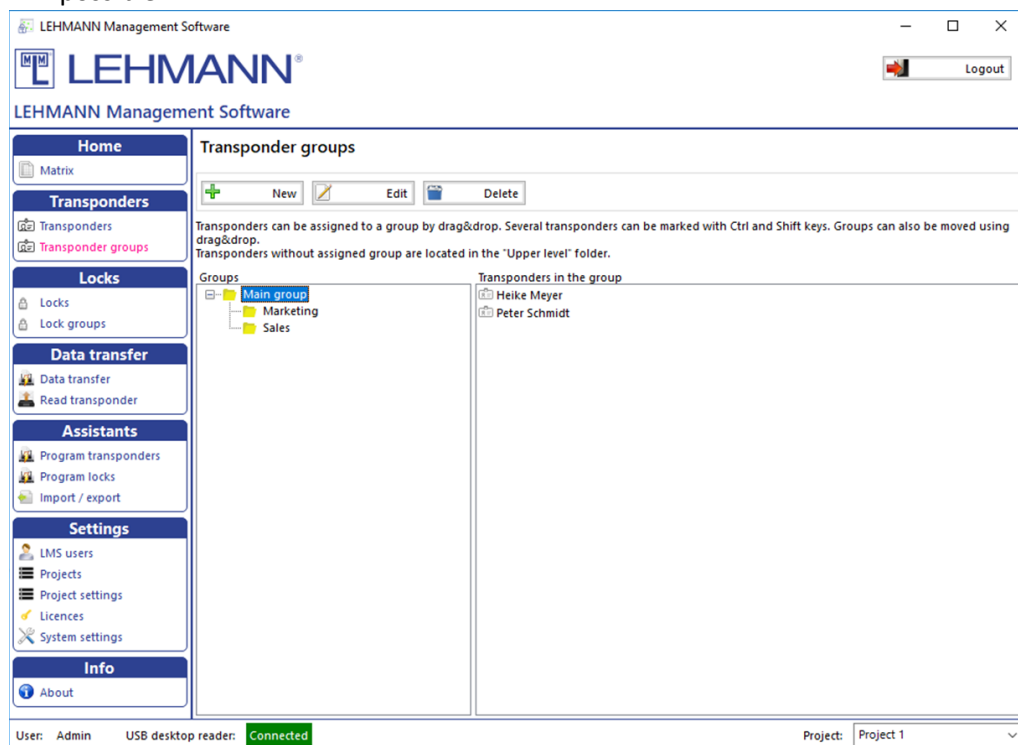 LEHMANN Management Software
LEHMANN®
Logout
LEHMANN Management Software
Home
Matrix
Transponders
Transponders
Transponder groups
Locks
Locks
Lock groups
Data transfer
Data transfer
Read transponder
Assistants
Program transponders
Program locks
Import / export
Settings
LMS users
Projects
Project settings
Licences
System settings
Info
About
Transponder groups
New
Edit
Delete
Transponders can be assigned to a group by drag&drop. Several transponders can be marked with Ctrl and Shift keys. Groups can also be moved using
drag&drop.
Transponders without assigned group are located in the "Upper level" folder.
Groups
Main group
Marketing
Sales
Transponders in the group
Heike Meyer
Peter Schmidt
User: Admin
USB desktop reader: Connected
Project: Project 1